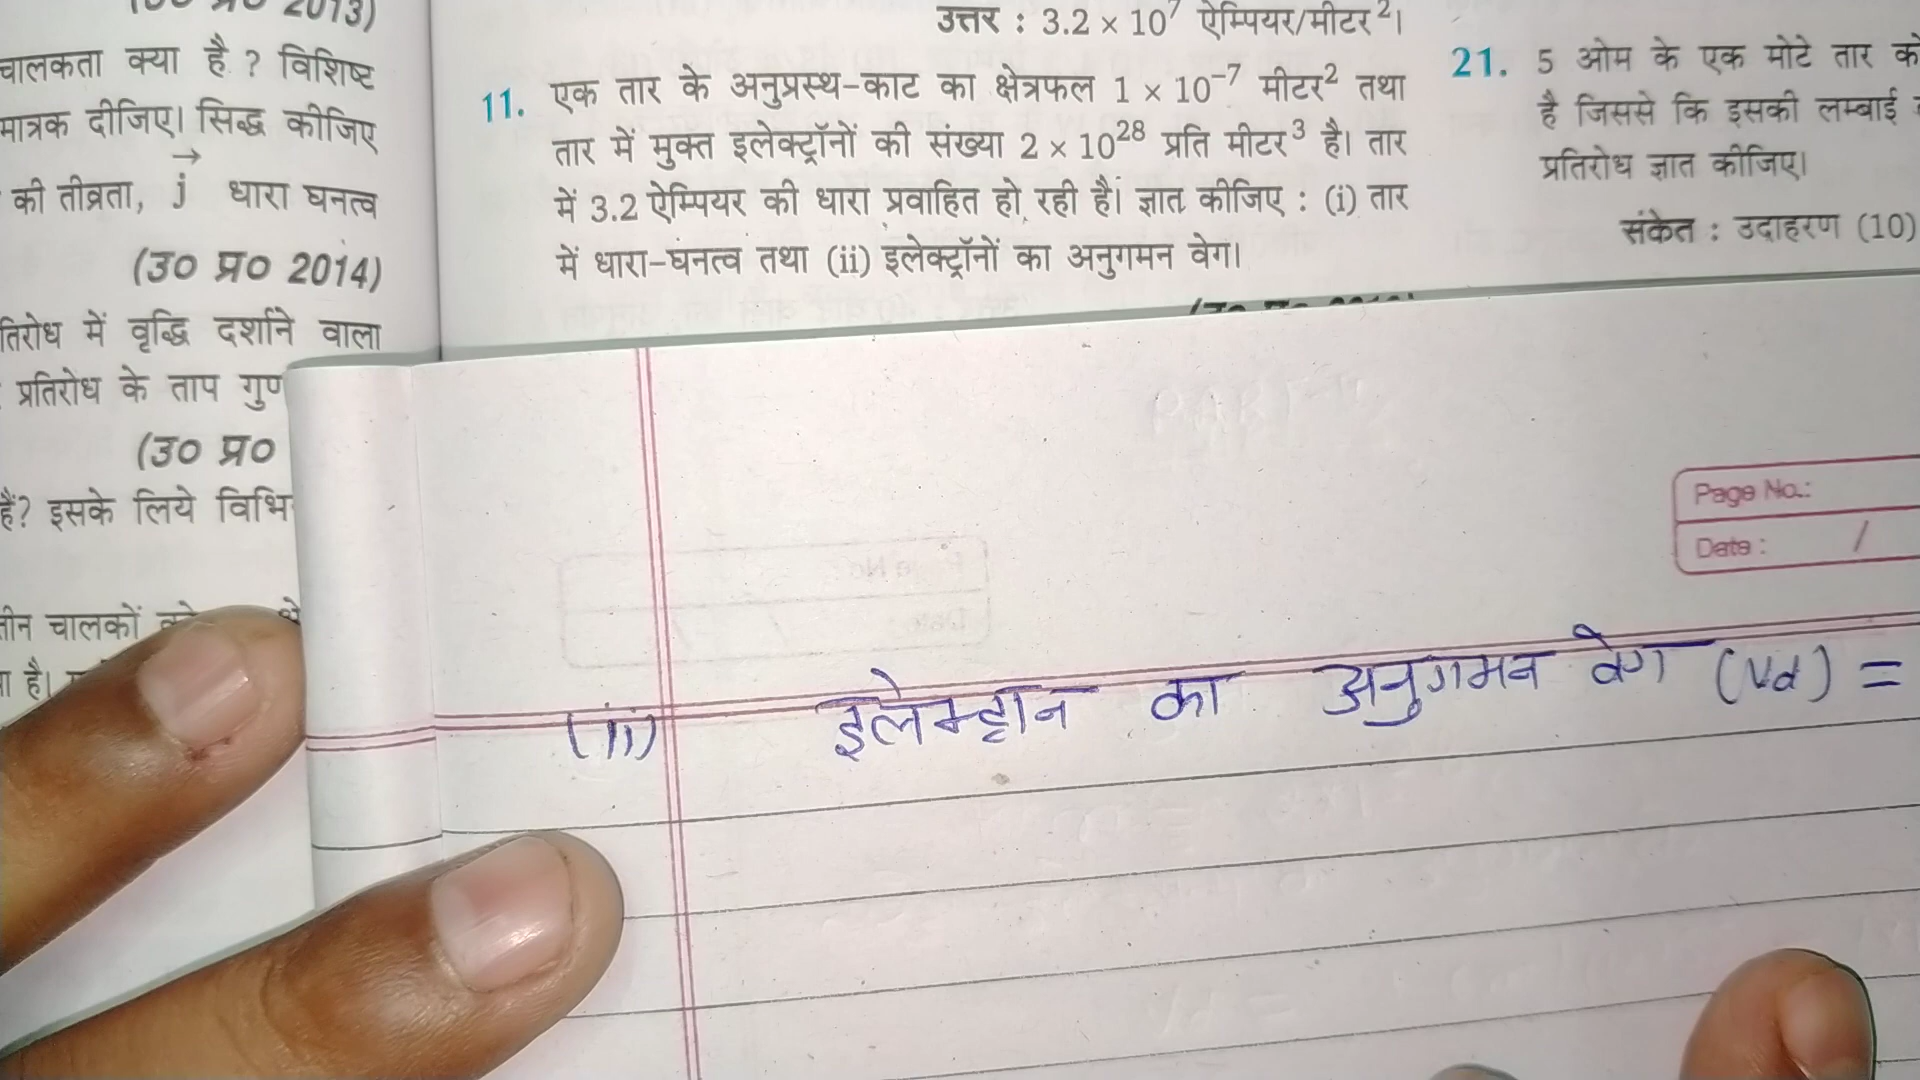 2013)
चालकता क्या है ? विशिष्ट
मात्रक दीजिए। सिद्ध कीजिए
की तीव्रता, j→ धारा घनत्व
(उ० प्र० 2014)
तिरोध में वृद्धि दर्शाने वाला
प्रतिरोध के ताप गुण
(उ० प्र०
हैं? इसके लिये विभि
तीन चालकों
है।
उत्तर : 3.2 × 10⁷ ऐम्पियर/मीटर²।
11. एक तार के अनुप्रस्थ-काट का क्षेत्रफल 1 × 10⁻⁷ मीटर² तथा
तार में मुक्त इलेक्ट्रॉनों की संख्या 2 × 10²⁸ प्रति मीटर³ है। तार
में 3.2 ऐम्पियर की धारा प्रवाहित हो रही है। ज्ञात कीजिए : (i) तार
में धारा-घनत्व तथा (ii) इलेक्ट्रॉनों का अनुगमन वेग।
21. 5 ओम के एक मोटे तार को
है जिससे कि इसकी लम्बाई
प्रतिरोध ज्ञात कीजिए।
संकेत : उदाहरण (10)
Page No.:
Date : /
(ii) इलेक्ट्रान का अनुगमन वेग (Vd) =